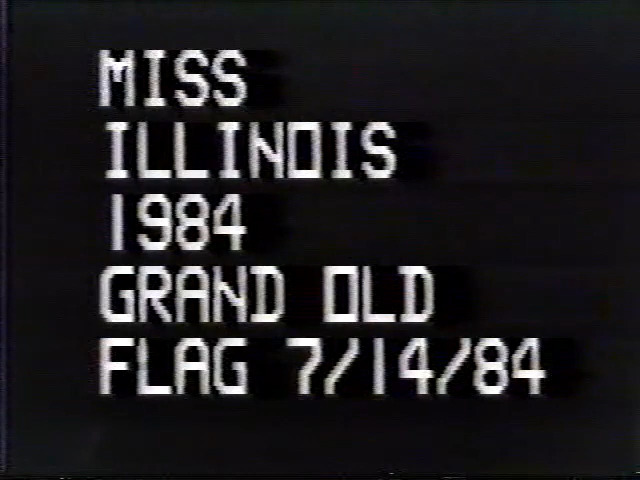 MISS
ILLINOIS
1984
GRAND OLD
FLAG 7/14/84